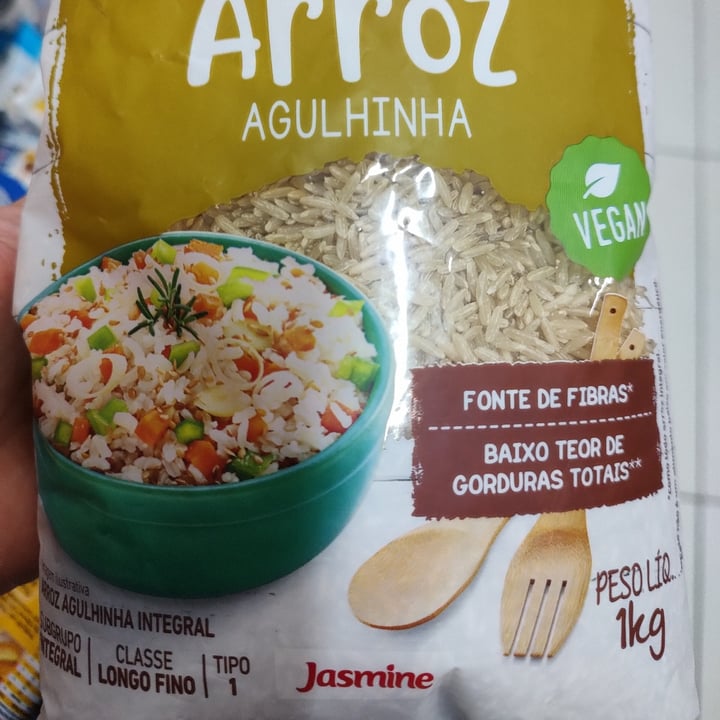 Arroz
AGULHINHA
VEGAN
FONTE DE FIBRAS*
BAIXO TEOR DE
GORDURAS TOTAIS**
ilustrativa
ARROZ AGULHINHA INTEGRAL
SUBGRUPO
INTEGRAL
CLASSE
LONGO FINO
TIPO
1
Jasmine
PESO LÍQ.
1kg